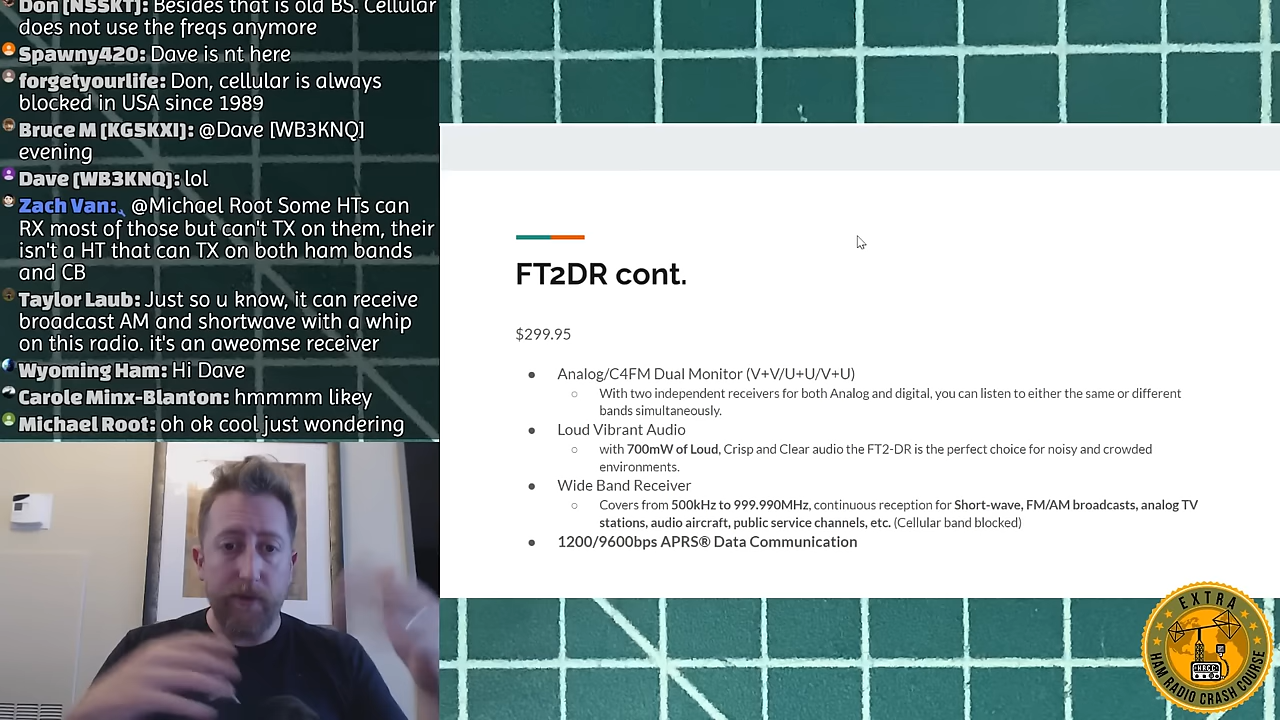 Don [N5SKT]: Besides that is old BS. Cellular
does not use the freqs anymore
Spawny420: Dave is nt here
forgetyourlife: Don, cellular is always
blocked in USA since 1989
Bruce M [KG5KXI]: @Dave [WB3KNQ]
evening
Dave [WB3KNQ]: lol
Zach Van: @Michael Root Some HTs can
RX most of those but can't TX on them, their
isn't a HT that can TX on both ham bands
and CB
Taylor Laub: Just so u know, it can receive
broadcast AM and shortwave with a whip
on this radio. it's an aweomse receiver
Wyoming Ham: Hi Dave
Carole Minx-Blanton: hmmmm likey
Michael Root: oh ok cool just wondering
FT2DR cont.
$299.95
● Analog/C4FM Dual Monitor (V+V/U+U/V+U)
○ With two independent receivers for both Analog and digital, you can listen to either the same or different
bands simultaneously.
● Loud Vibrant Audio
○ with 700mW of Loud, Crisp and Clear audio the FT2-DR is the perfect choice for noisy and crowded
environments.
● Wide Band Receiver
○ Covers from 500kHz to 999.990MHz, continuous reception for Short-wave, FM/AM broadcasts, analog TV
stations, audio aircraft, public service channels, etc. (Cellular band blocked)
● 1200/9600bps APRS® Data Communication
EXTRA
H.R.C.C
HAM RADIO CRASH COURSE